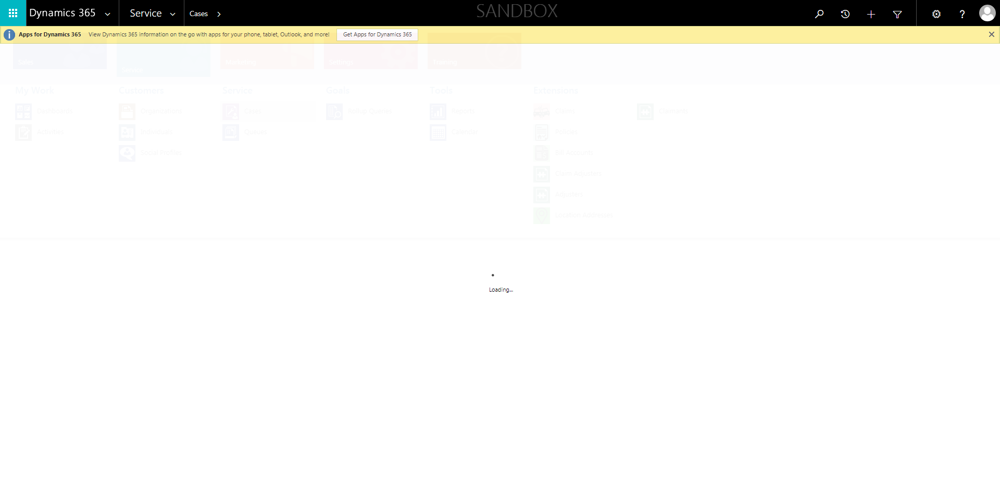 Dynamics 365
Service
Cases
SANDBOX
?
Apps for Dynamics 365 View Dynamics 365 information on the go with apps for your phone, tablet, Outlook, and more! Get Apps for Dynamics 365
Sales
Service
Marketing
Settings
Training
My Work
Customers
Service
Goals
Tools
Extensions
Dashboards
Organizations
Cases
Rollup Queries
Reports
Claims
Claimants
Activities
Individuals
Queues
Calendar
Policies
Social Profiles
Bill Accounts
Claim Adjusters
Adjusters
Location Addresses
Loading...